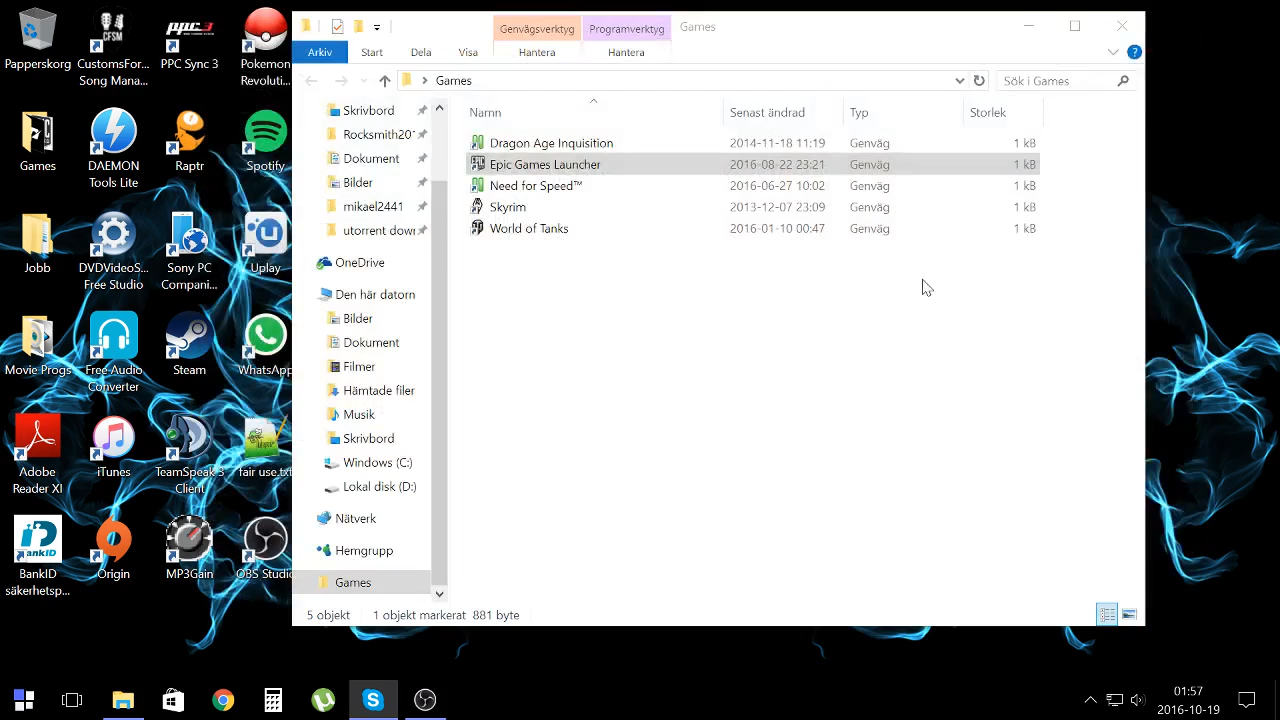 Genvägsverktyg Programverktyg Games
Arkiv Start Dela Visa Hantera Hantera
Games
Sök i Games
Namn Senast ändrad Typ Storlek
Dragon Age Inquisition 2014-11-18 11:19 Genväg 1 kB
Epic Games Launcher 2016-08-22 23:21 Genväg 1 kB
Need for Speed™ 2016-06-27 10:02 Genväg 1 kB
Skyrim 2013-12-07 23:09 Genväg 1 kB
World of Tanks 2016-01-10 00:47 Genväg 1 kB
Skrivbord
Rocksmith201
Dokument
Bilder
mikael2441
utorrent dow
OneDrive
Den här datorn
Bilder
Dokument
Filmer
Hämtade filer
Musik
Skrivbord
Windows (C:)
Lokal disk (D:)
Nätverk
Hemgrupp
Games
5 objekt 1 objekt markerat 881 byte
CFSM
PPC 3
Papperskorg
CustomsFor...
Song Mana...
PPC Sync 3
Pokemon
Revoluti...
Games
DAEMON
Tools Lite
Raptr
Spotify
Jobb
DVDVideoS...
Free Studio
Sony PC
Compani...
Uplay
Movie Progs
Free Audio
Converter
Steam
WhatsApp
Adobe
Reader XI
iTunes
TeamSpeak 3
Client
fair use.txt
BankID
BankID
säkerhetsp...
Origin
MP3Gain
OBS Studio
01:57
2016-10-19